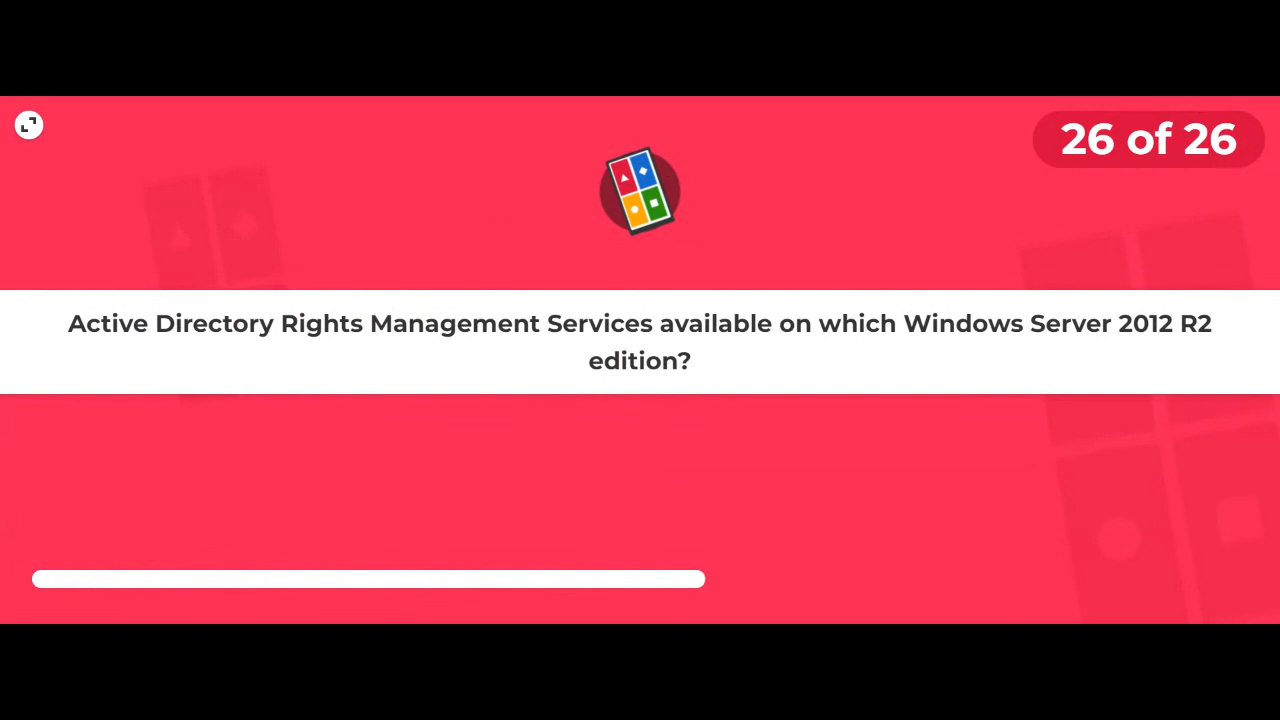 26 of 26
Active Directory Rights Management Services available on which Windows Server 2012 R2
edition?